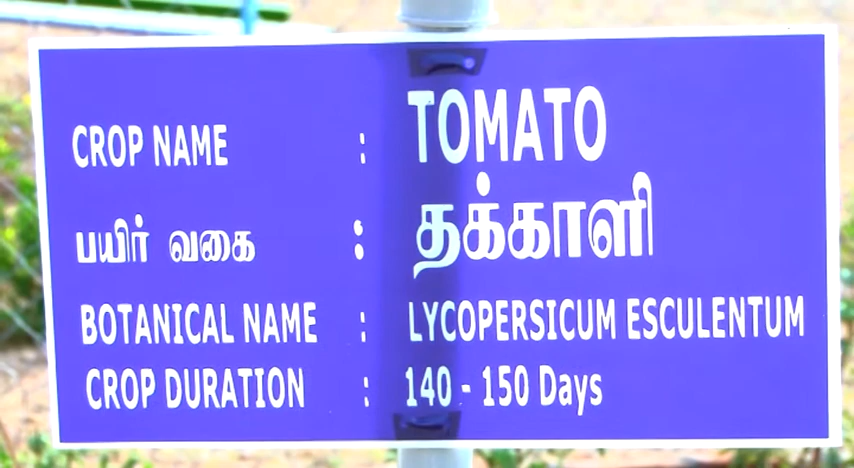 CROP NAME : TOMATO
பயிர் வகை : தக்காளி
BOTANICAL NAME : LYCOPERSICUM ESCULENTUM
CROP DURATION : 140 - 150 Days